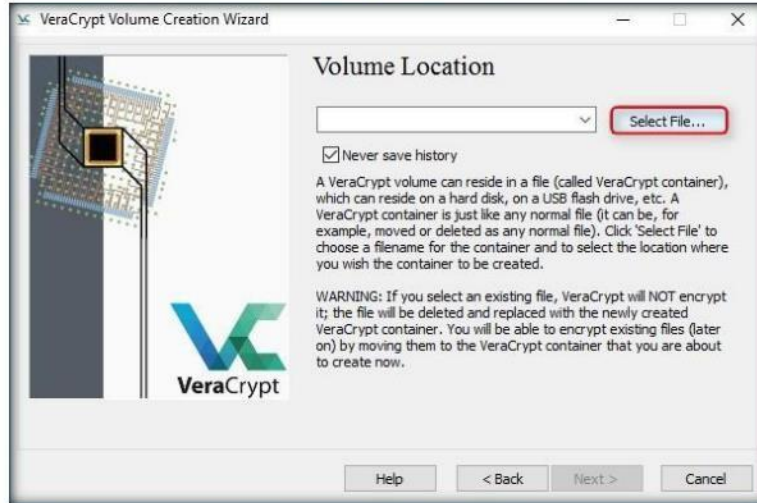 VeraCrypt Volume Creation Wizard
Volume Location
Select File...
Never save history
A VeraCrypt volume can reside in a file (called VeraCrypt container),
which can reside on a hard disk, on a USB flash drive, etc. A
VeraCrypt container is just like any normal file (it can be, for
example, moved or deleted as any normal file). Click 'Select File' to
choose a filename for the container and to select the location where
you wish the container to be created.
WARNING: If you select an existing file, VeraCrypt will NOT encrypt
it; the file will be deleted and replaced with the newly created
VeraCrypt container. You will be able to encrypt existing files (later
on) by moving them to the VeraCrypt container that you are about
to create now.
VeraCrypt
Help
< Back
Next >
Cancel